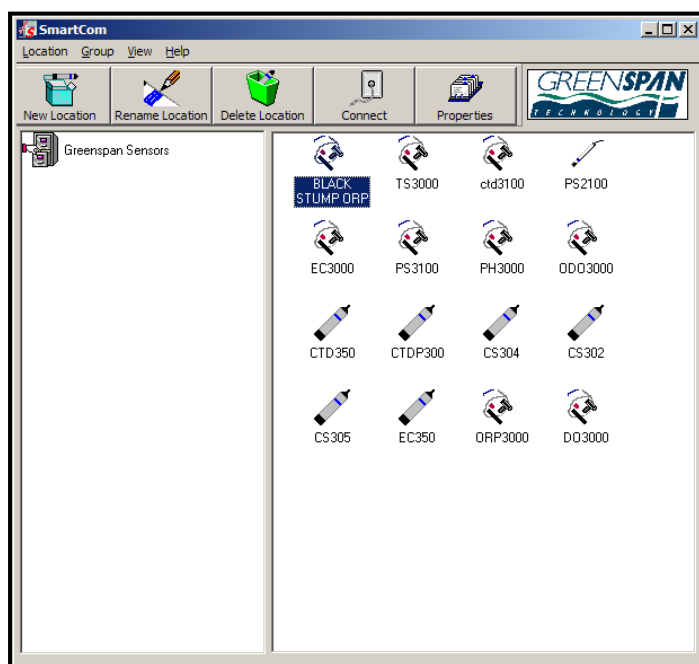 SmartCom
Location Group View Help
New Location Rename Location Delete Location Connect Properties
GREENSPAN
TECHNOLOGY
Greenspan Sensors
BLACK STUMP ORP
TS3000
ctd3100
PS2100
EC3000
PS3100
PH3000
ODO3000
CTD350
CTDP300
CS304
CS302
CS305
EC350
ORP3000
DO3000